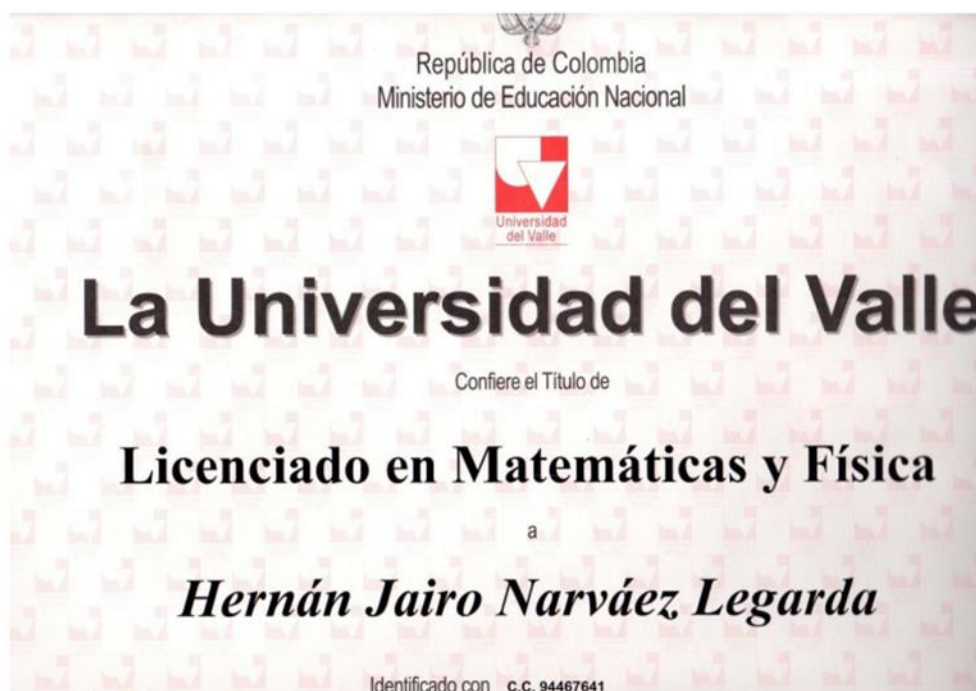 República de Colombia
Ministerio de Educación Nacional
Universidad
del Valle
La Universidad del Valle
Confiere el Título de
Licenciado en Matemáticas y Física
a
Hernán Jairo Narváez Legarda
Identificado con C.C. 94467641